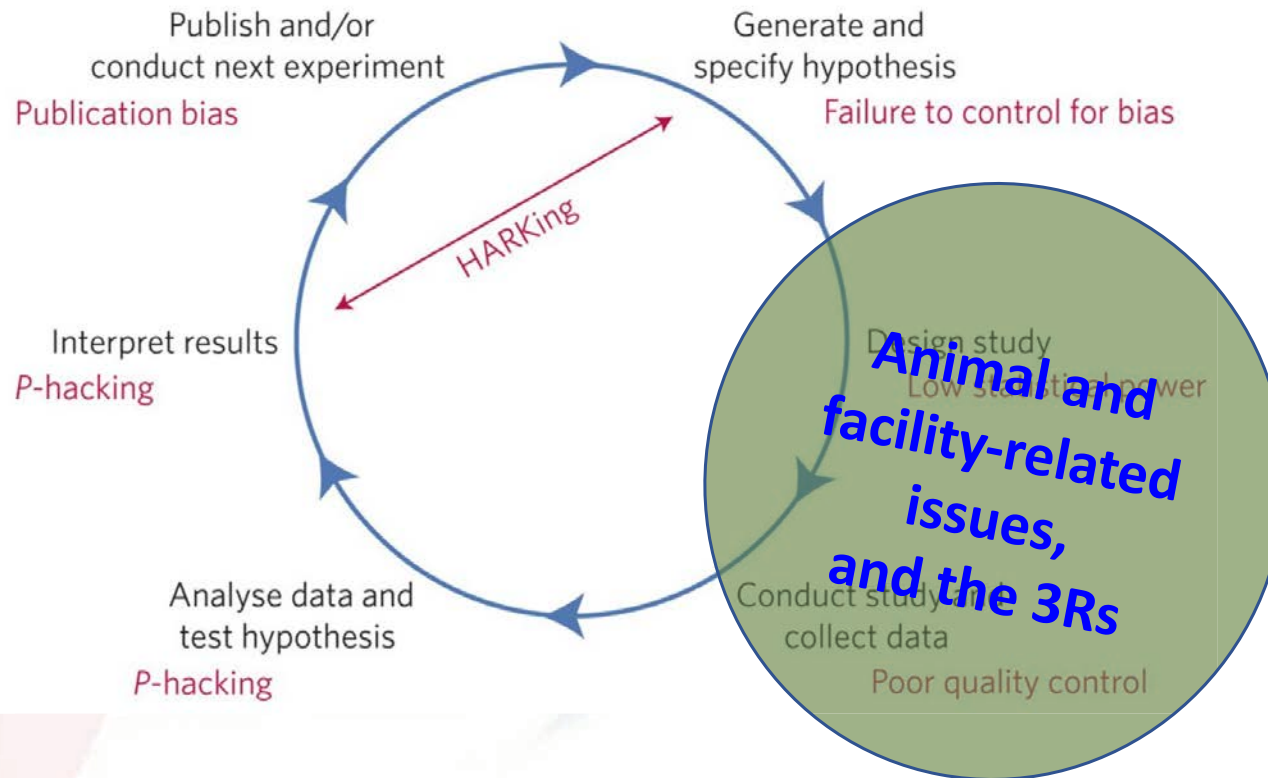 Publish and/or
conduct next experiment
Publication bias
Generate and
specify hypothesis
Failure to control for bias
HARKing
Interpret results
P-hacking
Design study
Low statistical power
Animal and
facility-related
issues,
and the 3Rs
Analyse data and
test hypothesis
P-hacking
Conduct study and
collect data
Poor quality control